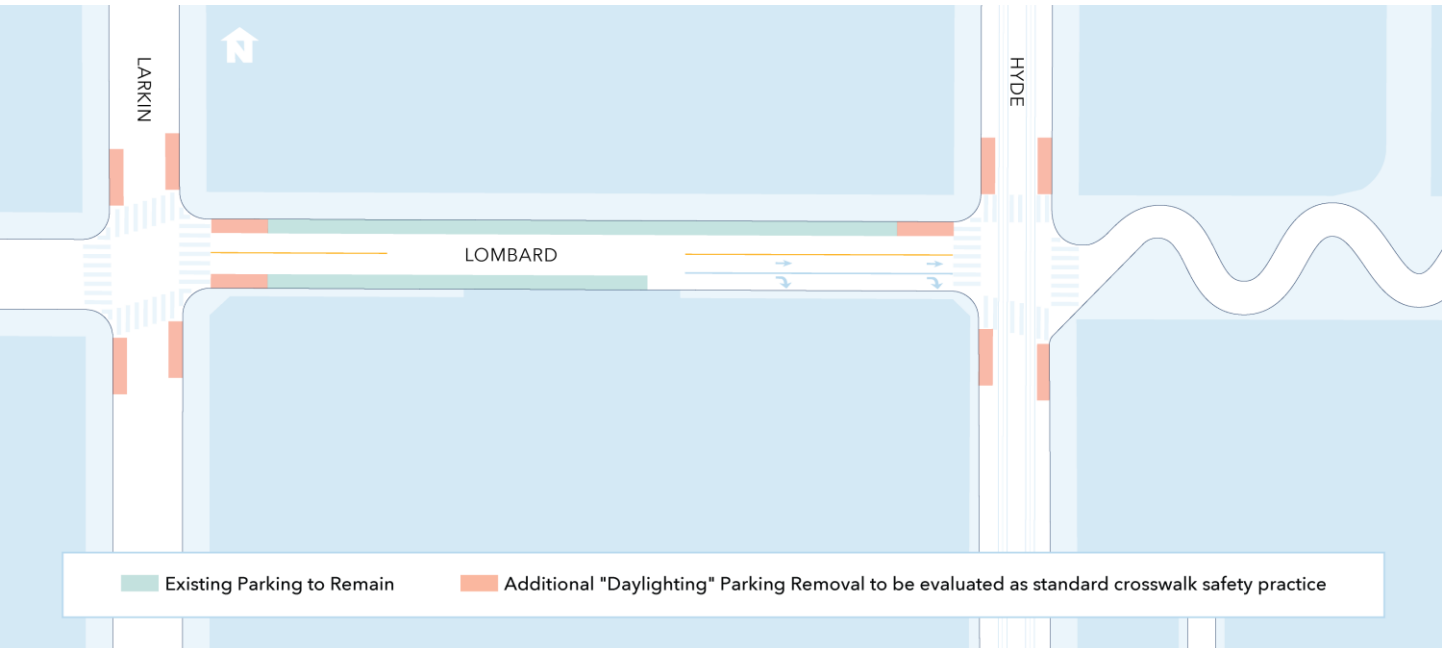 N
LARKIN
HYDE
LOMBARD
Existing Parking to Remain
Additional "Daylighting" Parking Removal to be evaluated as standard crosswalk safety practice